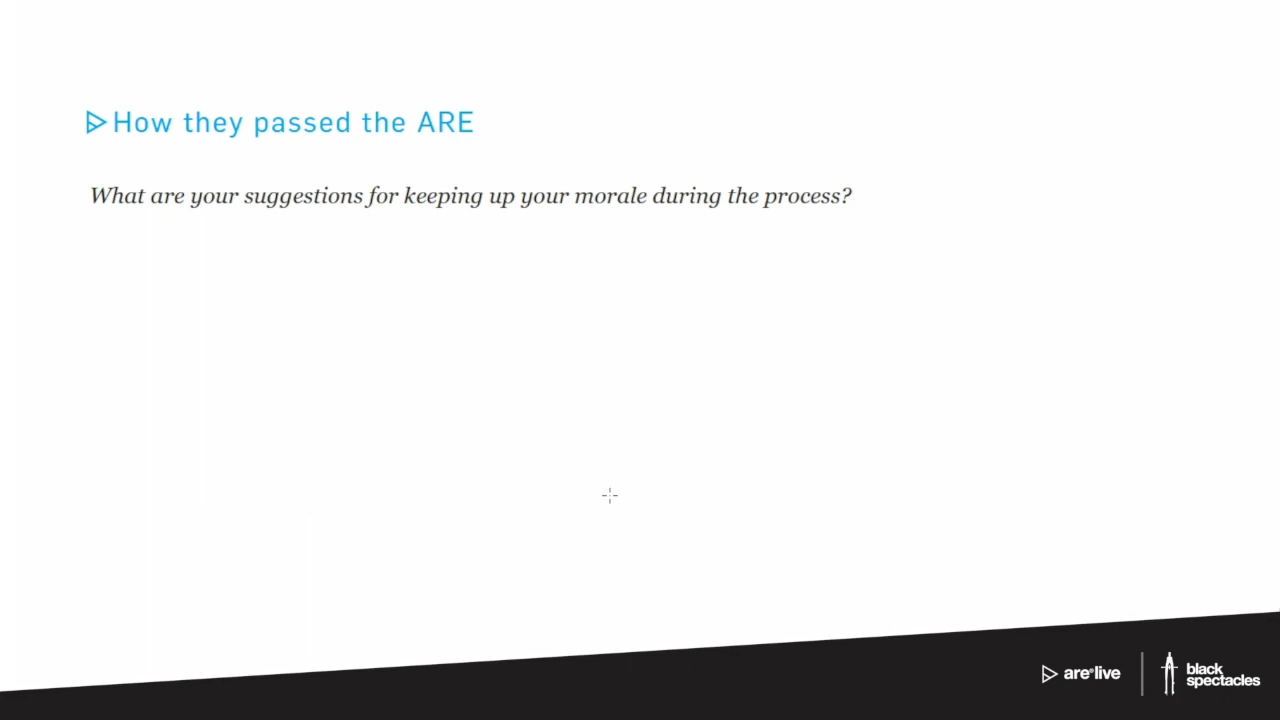 How they passed the ARE
What are your suggestions for keeping up your morale during the process?
are®live
black
spectacles